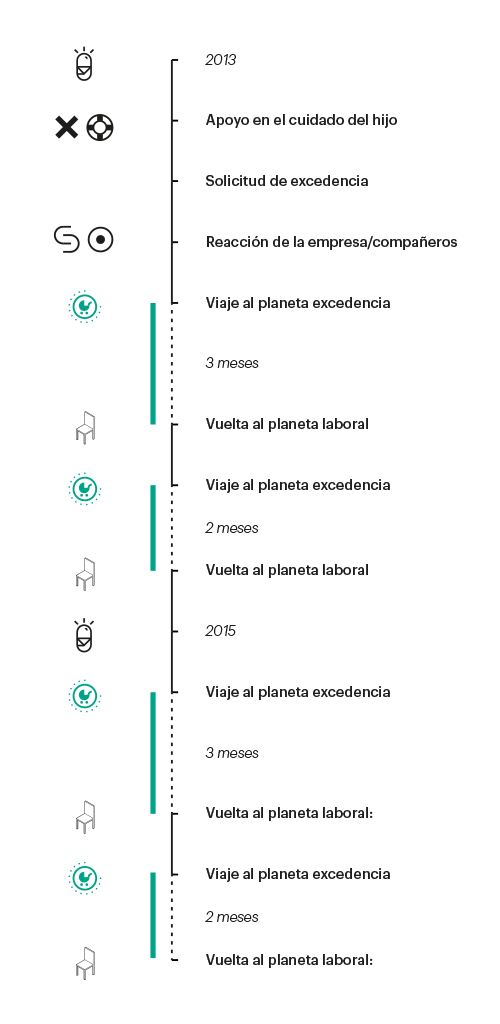 2013
Apoyo en el cuidado del hijo
Solicitud de excedencia
Reacción de la empresa/compañeros
Viaje al planeta excedencia
3 meses
Vuelta al planeta laboral
Viaje al planeta excedencia
2 meses
Vuelta al planeta laboral
2015
Viaje al planeta excedencia
3 meses
Vuelta al planeta laboral:
Viaje al planeta excedencia
2 meses
Vuelta al planeta laboral: